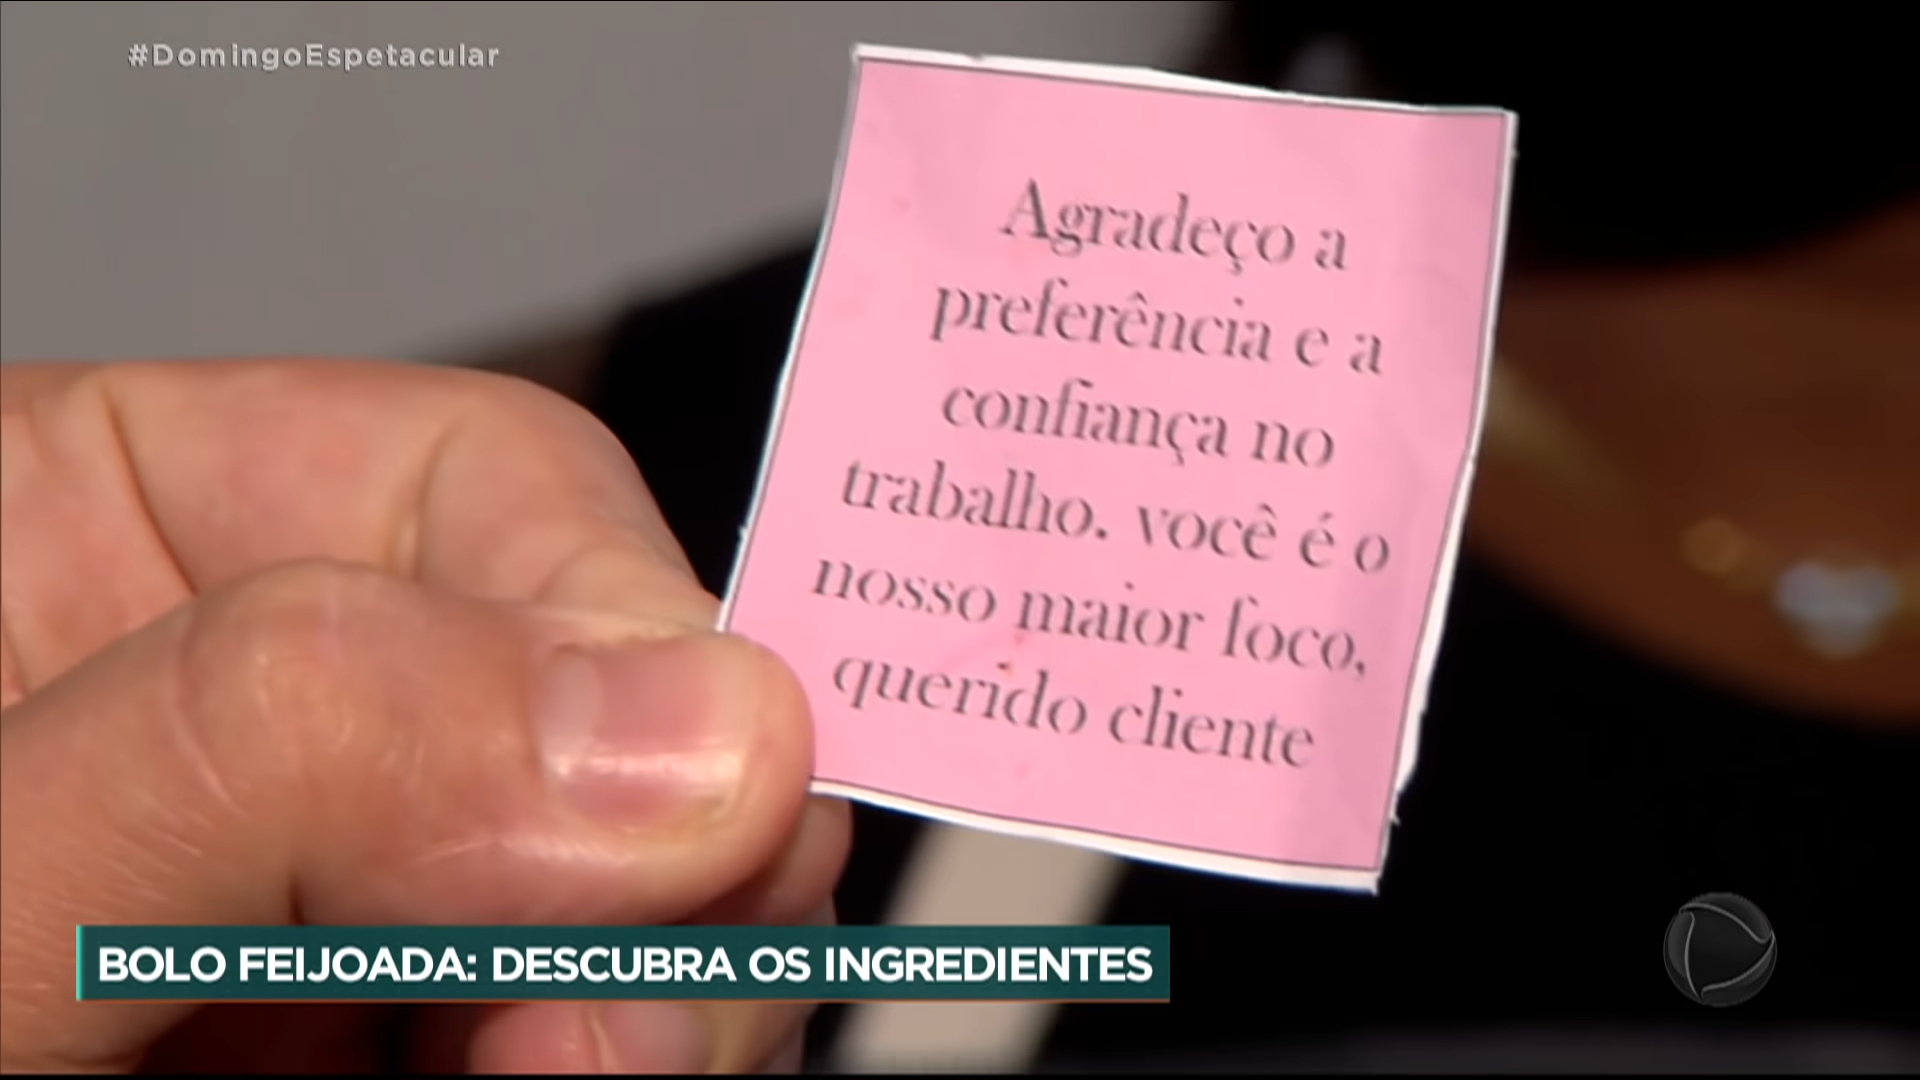 #DomingoEspetacular
Agradeço a
preferência e a
confiança no
trabalho. você é o
nosso maior foco,
querido cliente
BOLO FEIJOADA: DESCUBRA OS INGREDIENTES